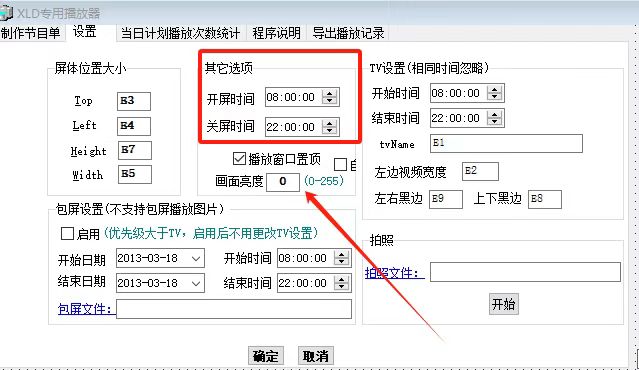 XLD专用播放器
制作节目单 设置 当日计划播放次数统计 程序说明 导出播放记录
屏体位置大小
Top E3
Left E4
Height E7
Width E5
其它选项
开屏时间 08:00:00
关屏时间 22:00:00
播放窗口置顶
画面亮度 0 (0-255)
TV设置(相同时间忽略)
开始时间 08:00:00
结束时间 22:00:00
tvName E1
左边视频宽度 E2
左右黑边 E9 上下黑边 E8
包屏设置(不支持包屏播放图片)
启用 (优先级大于TV,启用后不用更改TV设置)
开始日期 2013-03-18 开始时间 08:00:00
结束日期 2013-03-18 结束时间 22:00:00
包屏文件:
拍照
拍照文件:
开始
确定 取消